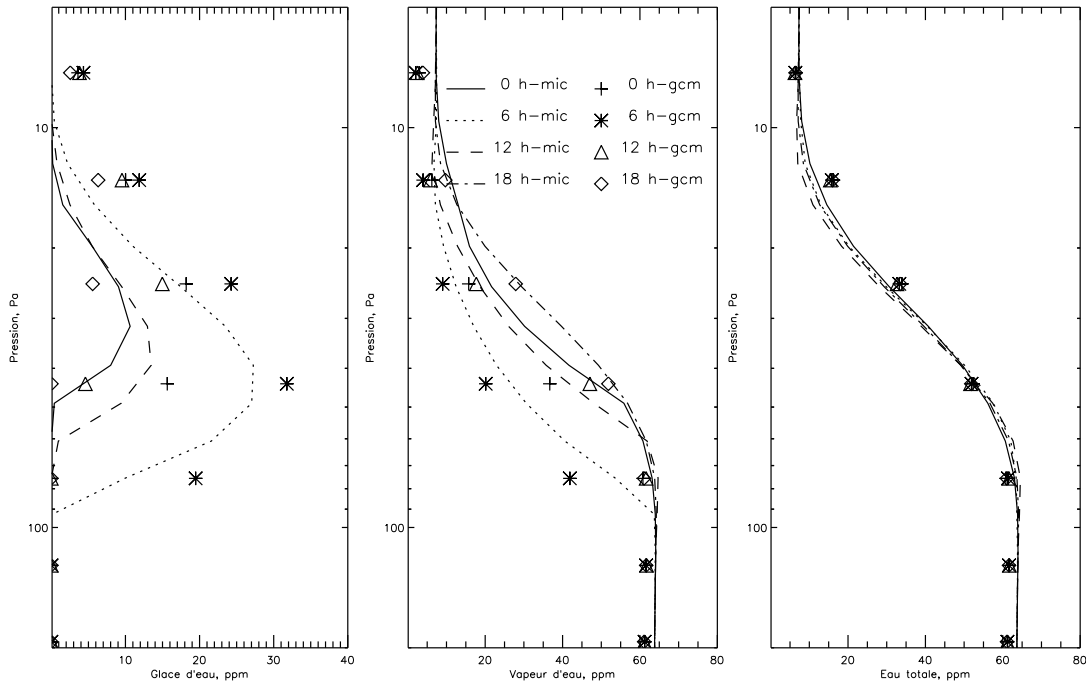 0 h-mic 0 h-gcm
6 h-mic 6 h-gcm
12 h-mic 12 h-gcm
18 h-mic 18 h-gcm
Pression, Pa
10
100
10 20 30 40
Glace d'eau, ppm
Pression, Pa
10
100
20 40 60 80
Vapeur d'eau, ppm
Pression, Pa
10
100
20 40 60 80
Eau totale, ppm